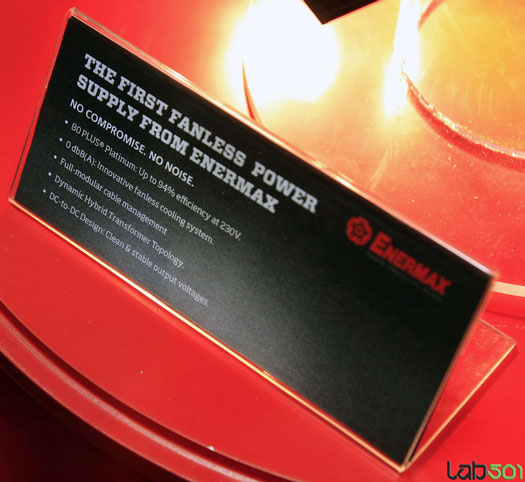 THE FIRST FANLESS POWER
SUPPLY FROM ENERMAX
NO COMPROMISE. NO NOISE.
• 80 PLUS® Platinum: Up to 94% efficiency at 230V.
• 0 dbB(A): Innovative fanless cooling system.
• Full-modular cable management
• Dynamic Hybrid Transformer Topology.
• DC-to-DC Design: Clean & stable output voltages.
ENERMAX
Lab501